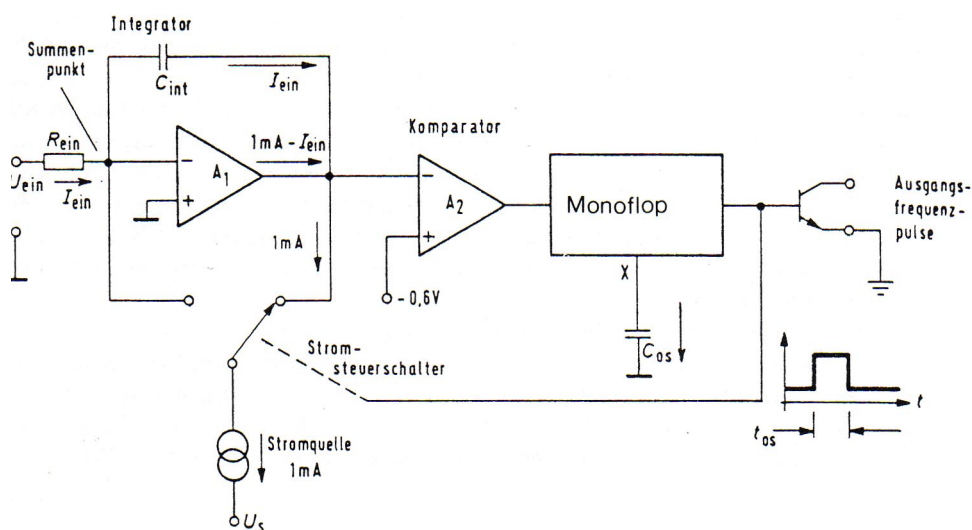 Integrator
Summen-
punkt
C_int
I_ein
R_ein
U_ein
I_ein
−
+
A_1
1mA-I_ein
1mA
Komparator
−
+
A_2
-0,6V
Monoflop
X
C_os
Ausgangs-
frequenz-
pulse
Strom-
steuerschalter
Stromquelle
1mA
U_s
t
t_os